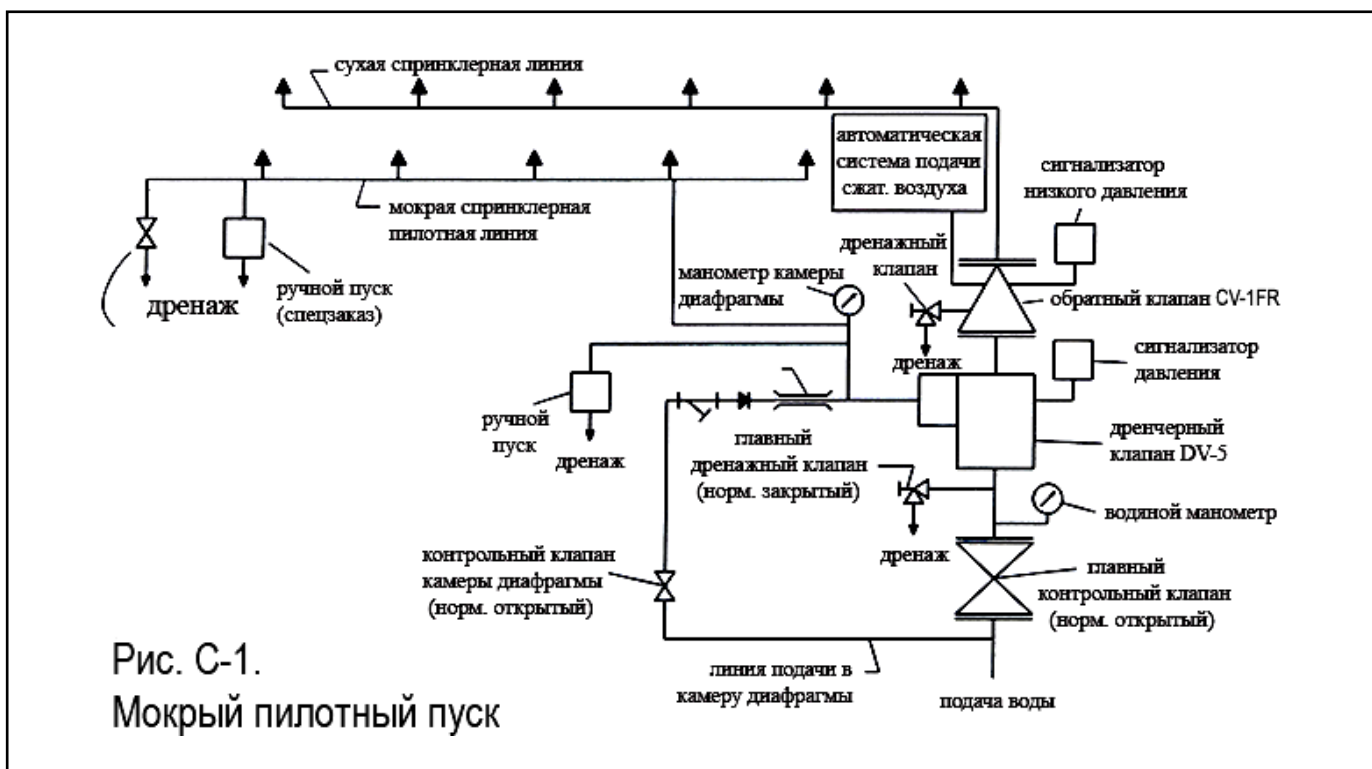 сухая спринклерная линия
автоматическая
система подачи
сжат. воздуха
сигнализатор
низкого давления
мокрая спринклерная
пилотная линия
дренажный
клапан
манометр камеры
диафрагмы
дренаж
ручной пуск
(спецзаказ)
обратный клапан CV-1FR
дренаж
сигнализатор
давления
ручной
пуск
дренаж
главный
дренажный клапан
(норм. закрытый)
дренчерный
клапан DV-5
водяной манометр
дренаж
контрольный клапан
камеры диафрагмы
(норм. открытый)
главный
контрольный клапан
(норм. открытый)
линия подачи в
камеру диафрагмы
подача воды
Рис. C-1.
Мокрый пилотный пуск